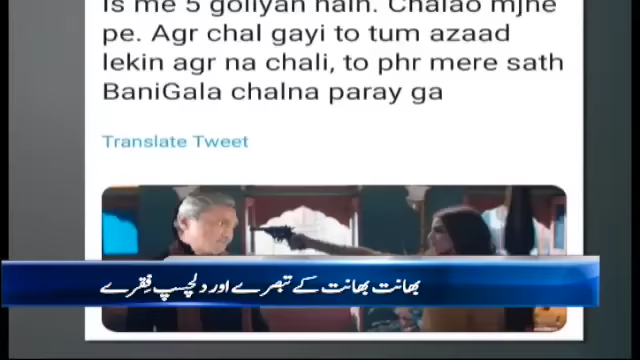 Is me 5 goliyan hain. Chalao mjhe
pe. Agr chal gayi to tum azaad
lekin agr na chali, to phr mere sath
BaniGala chalna paray ga
Translate Tweet
بھانت بھانت کے تبصرے اور دلچسپ فقرے